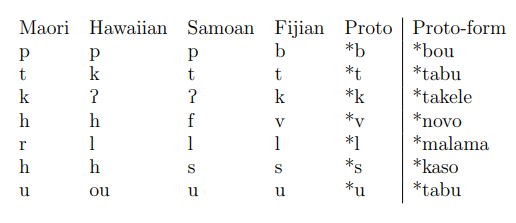 Maori Hawaiian Samoan Fijian Proto Proto-form
p p p b *b *bou
t k t t *t *tabu
k ʔ ʔ k *k *takele
h h f v *v *novo
r l l l *l *malama
h h s s *s *kaso
u ou u u *u *tabu